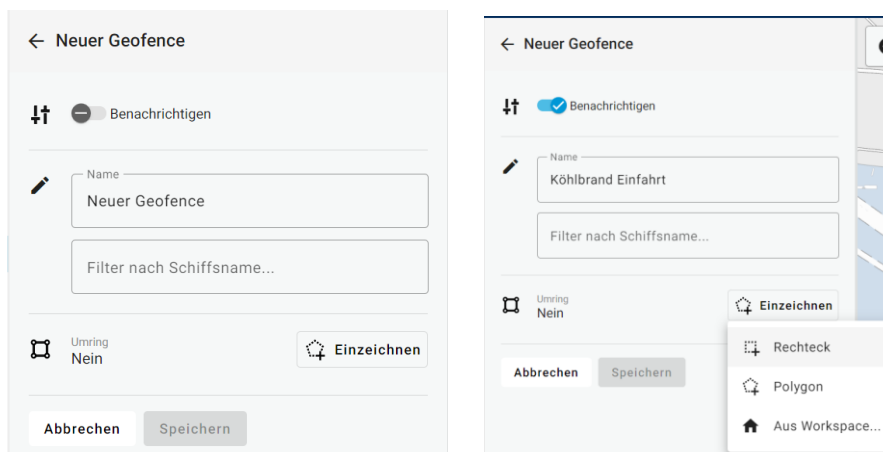 Neuer Geofence
Benachrichtigen
Name
Neuer Geofence
Filter nach Schiffsname...
Umring
Nein
Einzeichnen
Abbrechen
Speichern
Neuer Geofence
Benachrichtigen
Name
Köhlbrand Einfahrt
Filter nach Schiffsname...
Umring
Nein
Einzeichnen
Rechteck
Abbrechen
Speichern
Polygon
Aus Workspace...